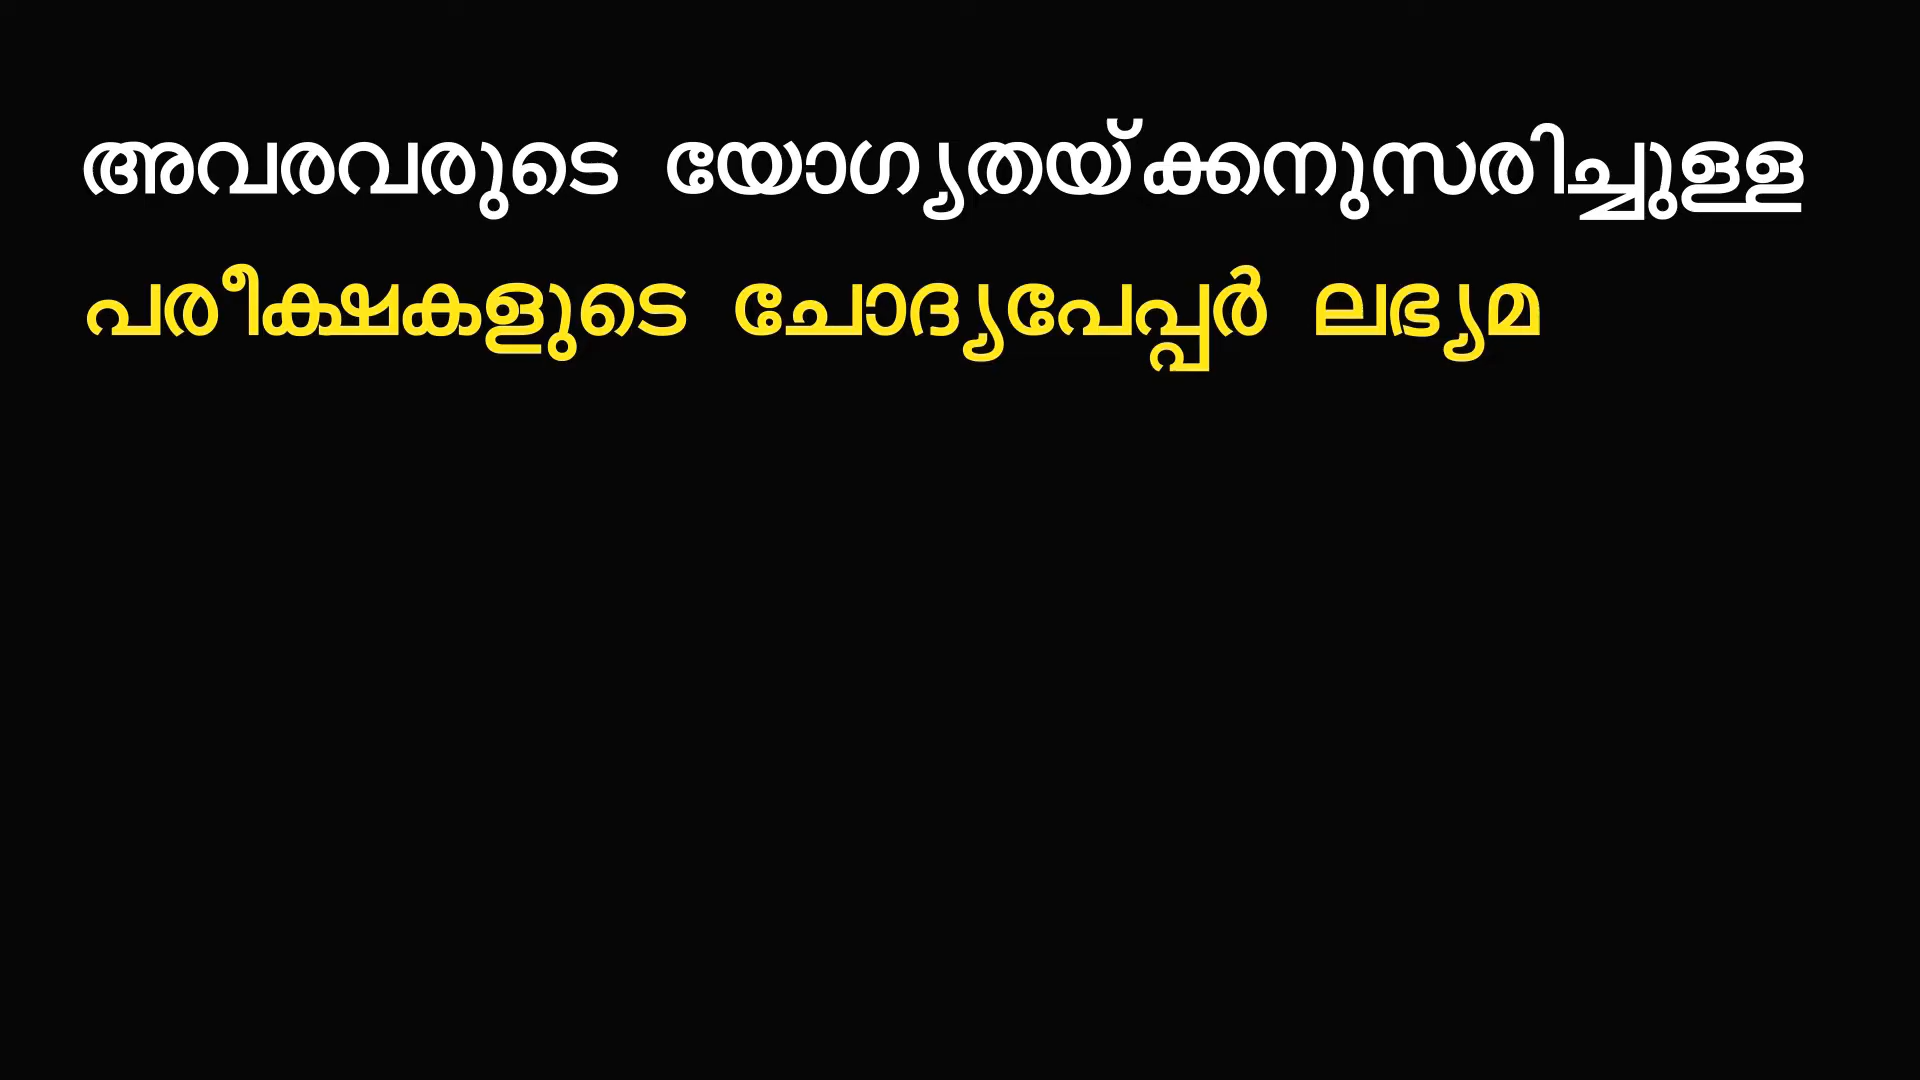 അവരവരുടെ യോഗ്യതയ്ക്കനുസരിച്ചുള്ള
പരീക്ഷകളുടെ ചോദ്യപേപ്പർ ലഭ്യമ